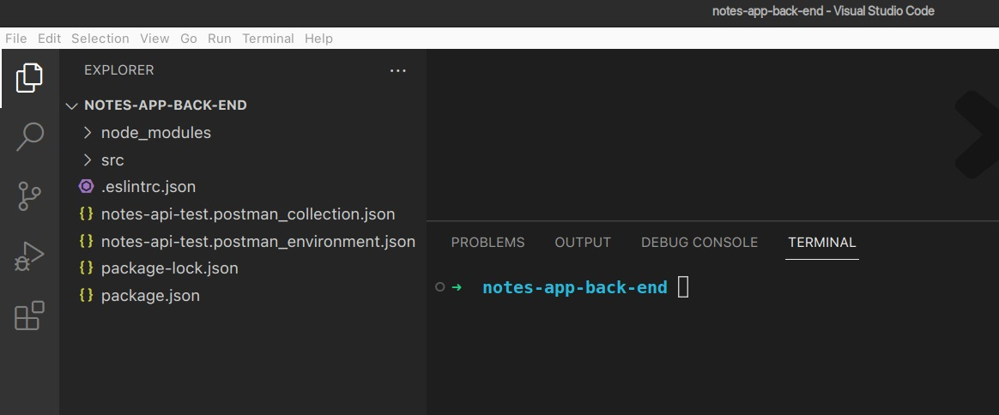 notes-app-back-end - Visual Studio Code
File Edit Selection View Go Run Terminal Help
EXPLORER
NOTES-APP-BACK-END
node_modules
src
.eslintrc.json
notes-api-test.postman_collection.json
notes-api-test.postman_environment.json
package-lock.json
package.json
PROBLEMS OUTPUT DEBUG CONSOLE TERMINAL
➜ notes-app-back-end